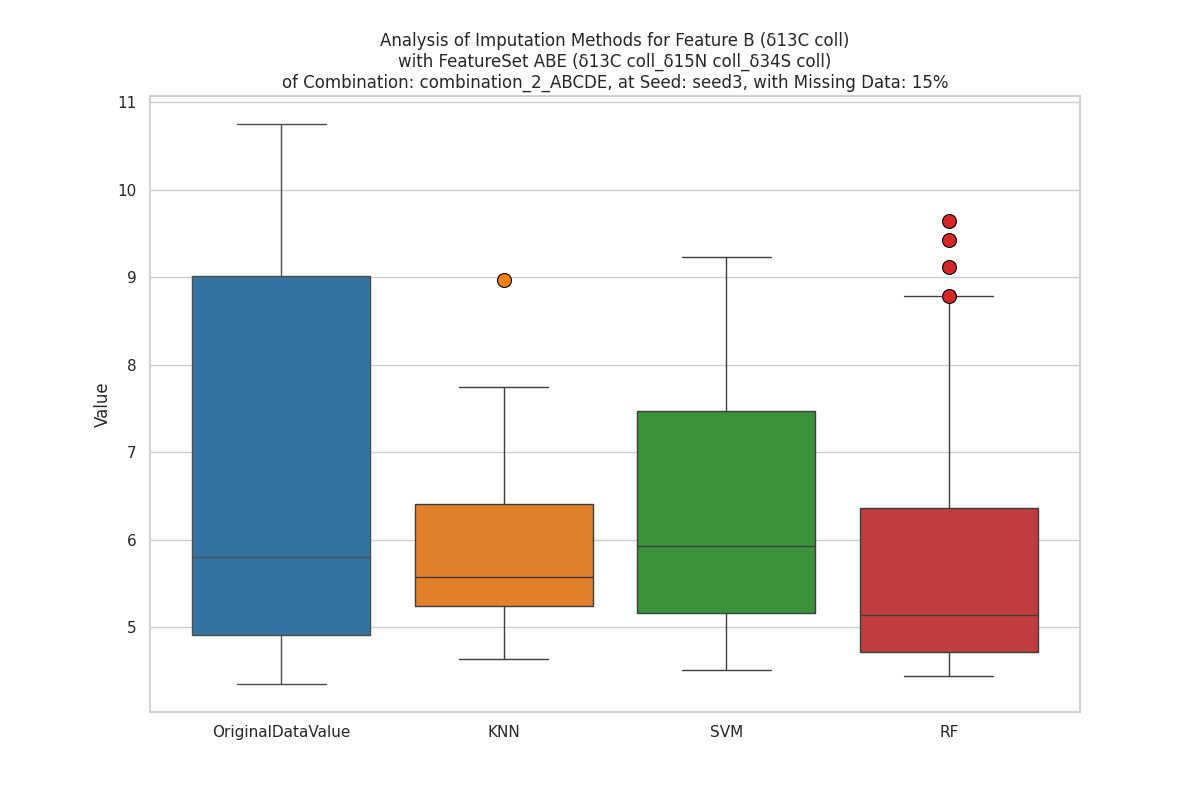 Analysis of Imputation Methods for Feature B (δ13C coll)
with FeatureSet ABE (δ13C coll_δ15N coll_δ34S coll)
of Combination: combination_2_ABCDE, at Seed: seed3, with Missing Data: 15%
11
10
9
8
7
6
5
Value
OriginalDataValue
KNN
SVM
RF